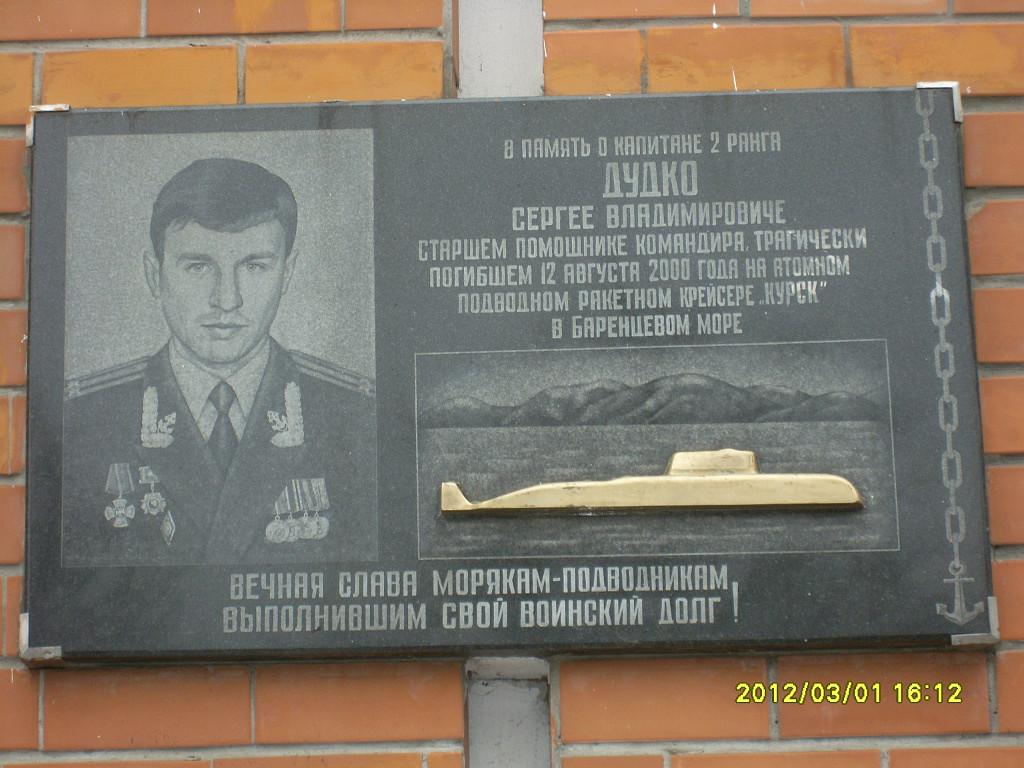 В ПАМЯТЬ О КАПИТАНЕ 2 РАНГА
ДУДКО
СЕРГЕЕ ВЛАДИМИРОВИЧЕ
СТАРШЕМ ПОМОШНИКЕ КОМАНДИРА, ТРАГИЧЕСКИ
ПОГИБШЕМ 12 АВГУСТА 2000 ГОДА НА АТОМНОМ
ПОДВОДНОМ РАКЕТНОМ КРЕЙСЕРЕ „КУРСК"
В БАРЕНЦЕВОМ МОРЕ
ВЕЧНАЯ СЛАВА МОРЯКАМ-ПОДВОДНИКАМ,
ВЫПОЛНИВШИМ СВОЙ ВОИНСКИЙ ДОЛГ!
2012/03/01 16:12